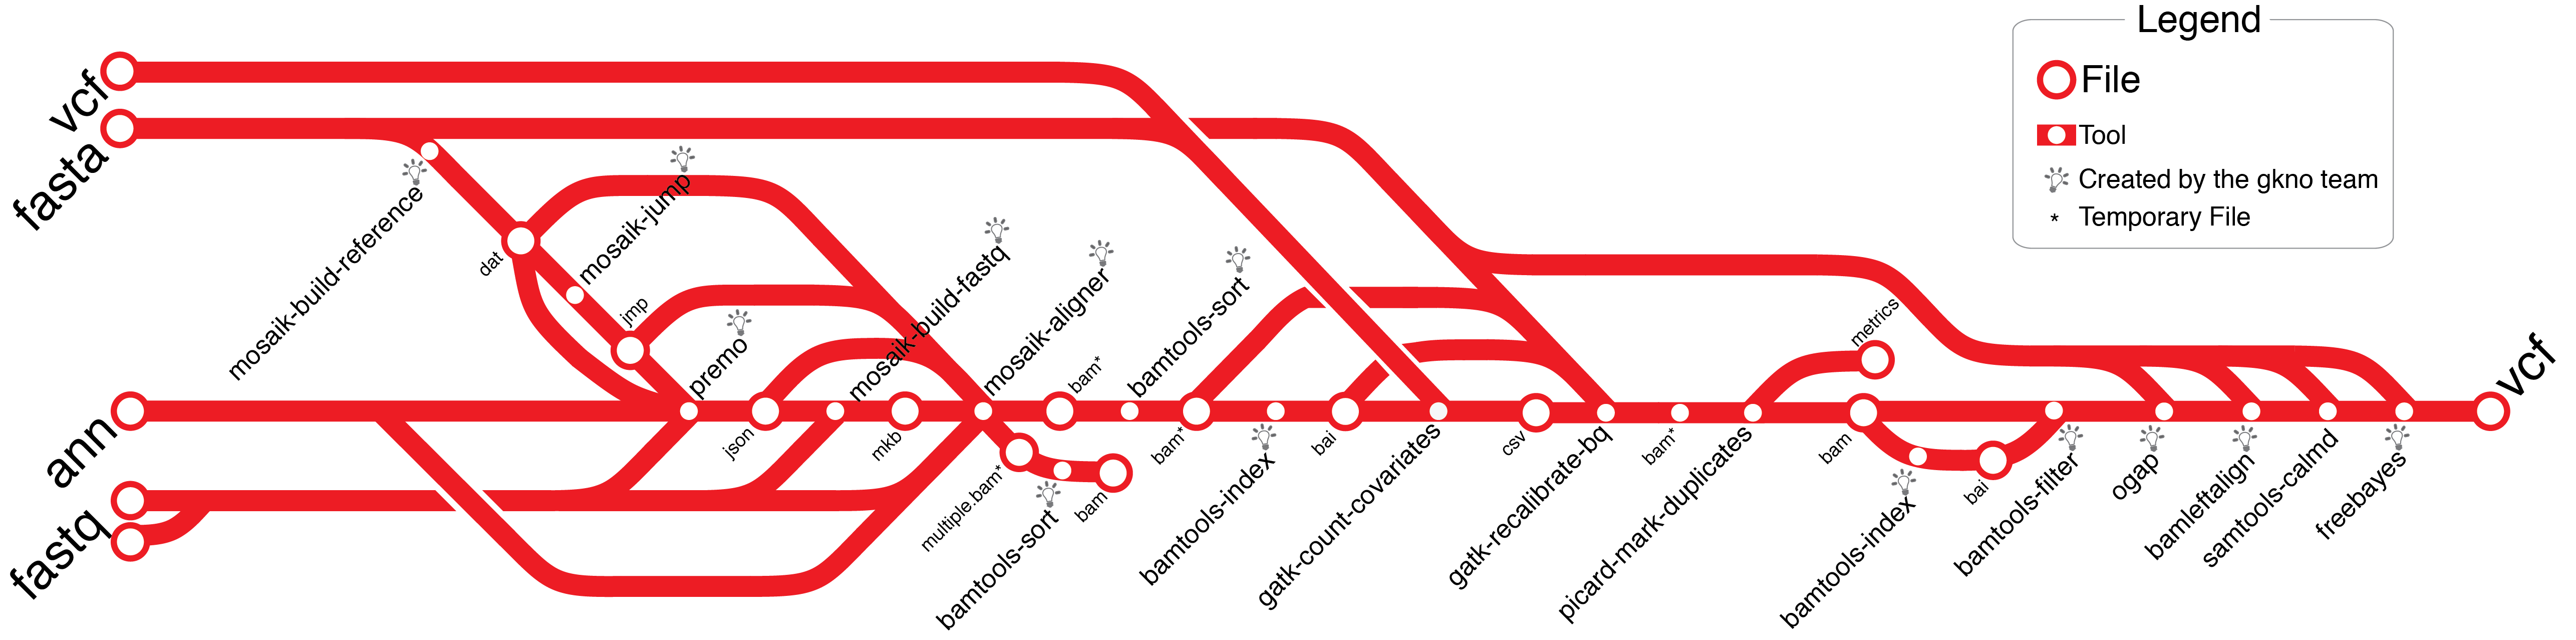 Legend
File
Tool
Created by the gkno team
* Temporary File
vcf
fasta
ann
fastq
mosaik-build-reference
dat
mosaik-jump
jmp
premo
json
mosaik-build-fastq
mkb
mosaik-aligner
multiple.bam*
bamtools-sort
bam
bam*
bamtools-sort
bam*
bamtools-index
bai
gatk-count-covariates
csv
gatk-recalibrate-bq
bam*
picard-mark-duplicates
metrics
bam
bamtools-index
bai
bamtools-filter
ogap
bamleftalign
samtools-calmd
freebayes
vcf